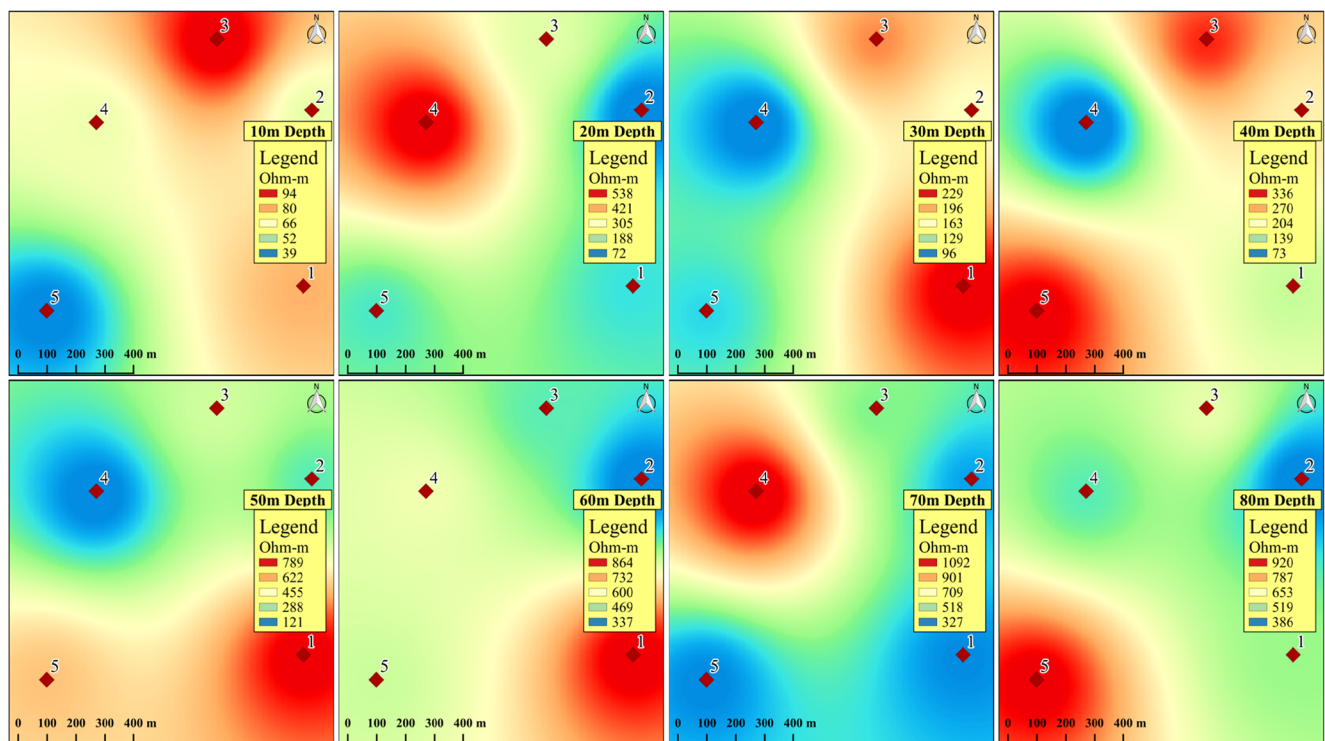 3
N
4
2
10m Depth
Legend
Ohm-m
94
80
66
52
39
1
5
0 100 200 300 400 m
3
N
4
2
20m Depth
Legend
Ohm-m
538
421
305
188
72
1
5
0 100 200 300 400 m
3
N
4
2
30m Depth
Legend
Ohm-m
229
196
163
129
96
1
5
0 100 200 300 400 m
3
N
4
2
40m Depth
Legend
Ohm-m
336
270
204
139
73
1
5
0 100 200 300 400 m
3
N
4
2
50m Depth
Legend
Ohm-m
789
622
455
288
121
1
5
0 100 200 300 400 m
3
N
4
2
60m Depth
Legend
Ohm-m
864
732
600
469
337
1
5
0 100 200 300 400 m
3
N
4
2
70m Depth
Legend
Ohm-m
1092
901
709
518
327
1
5
0 100 200 300 400 m
3
N
4
2
80m Depth
Legend
Ohm-m
920
787
653
519
386
1
5
0 100 200 300 400 m